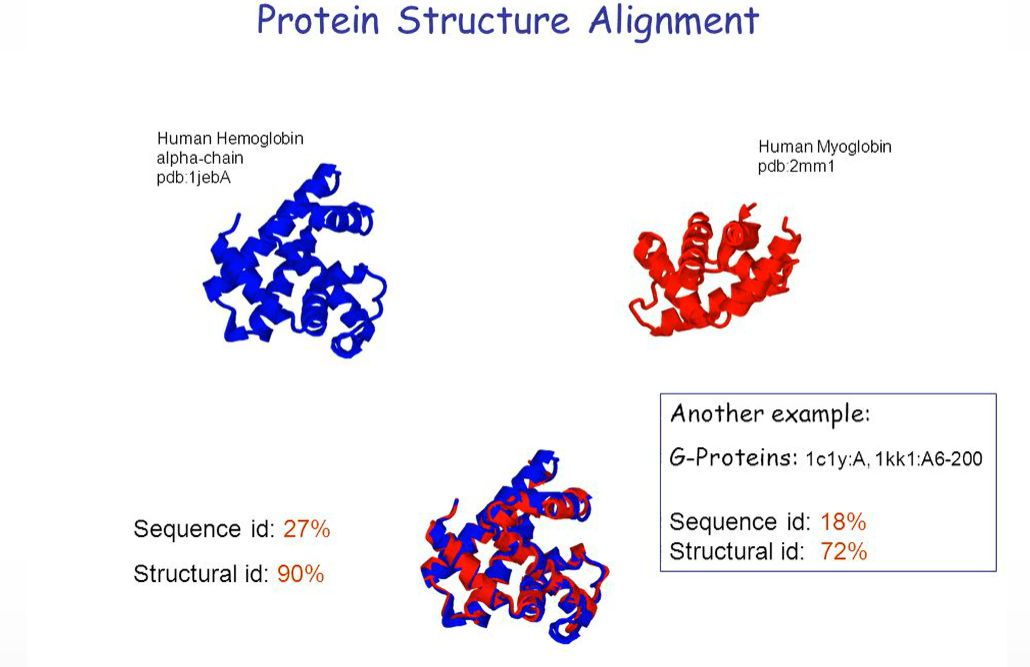 Protein Structure Alignment
Human Hemoglobin
alpha-chain
pdb:1jebA
Human Myoglobin
pdb:2mm1
Sequence id: 27%
Structural id: 90%
Another example:
G-Proteins: 1c1y:A, 1kk1:A6-200
Sequence id: 18%
Structural id: 72%